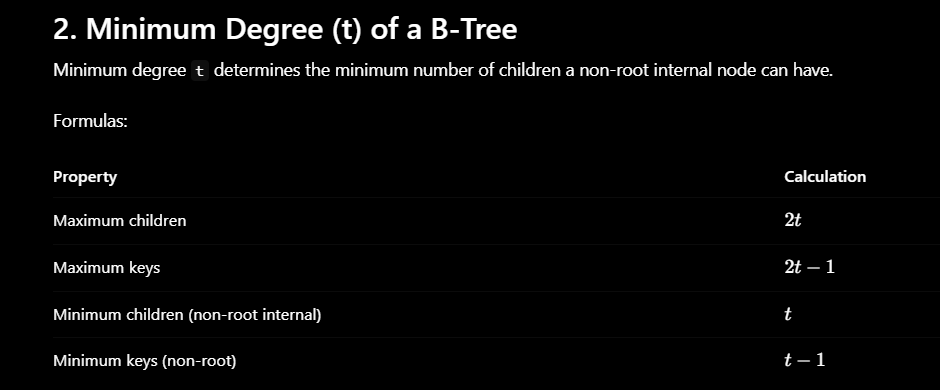 2. Minimum Degree (t) of a B-Tree
Minimum degree t determines the minimum number of children a non-root internal node can have.
Formulas:
Property Calculation
Maximum children 2t
Maximum keys 2t − 1
Minimum children (non-root internal) t
Minimum keys (non-root) t − 1